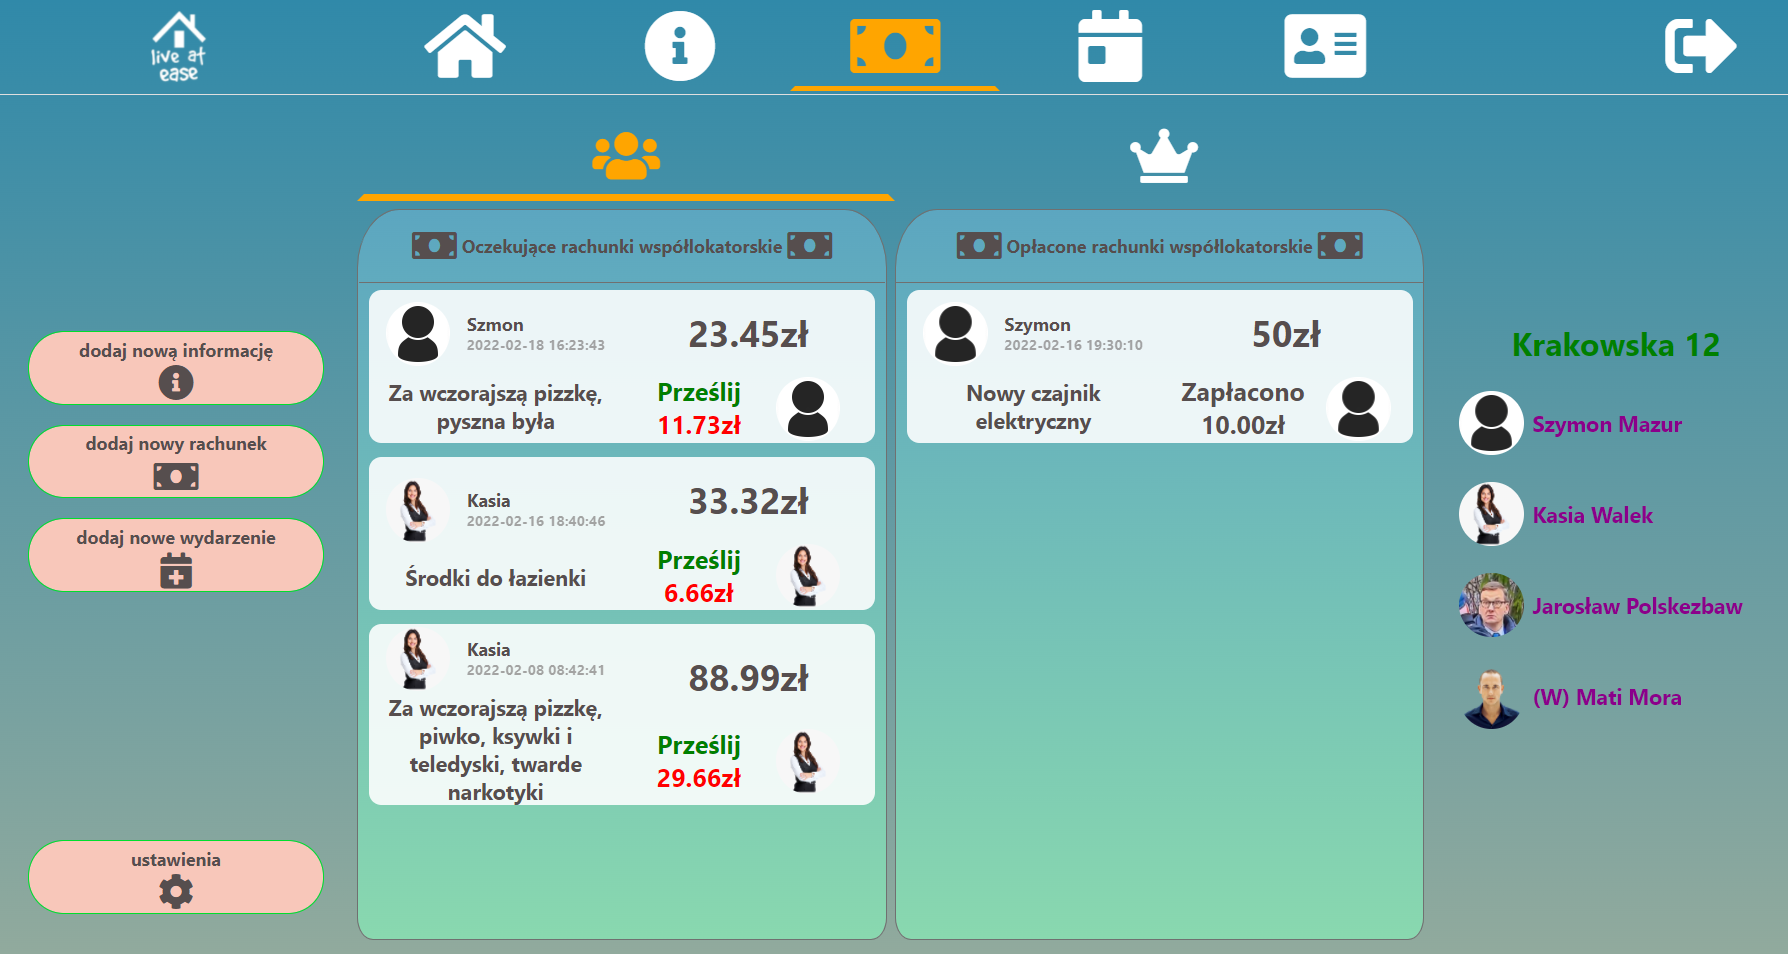 live at
ease
Oczekujące rachunki współlokatorskie
Opłacone rachunki współlokatorskie
dodaj nową informację
dodaj nowy rachunek
dodaj nowe wydarzenie
ustawienia
Szmon
2022-02-18 16:23:43
23.45zł
Za wczorajszą pizzkę,
pyszna była
Prześlij
11.73zł
Kasia
2022-02-16 18:40:46
33.32zł
Środki do łazienki
Prześlij
6.66zł
Kasia
2022-02-08 08:42:41
88.99zł
Za wczorajszą pizzkę,
piwko, ksywki i
teledyski, twarde
narkotyki
Prześlij
29.66zł
Szymon
2022-02-16 19:30:10
50zł
Nowy czajnik
elektryczny
Zapłacono
10.00zł
Krakowska 12
Szymon Mazur
Kasia Walek
Jarosław Polskezbaw
(W) Mati Mora